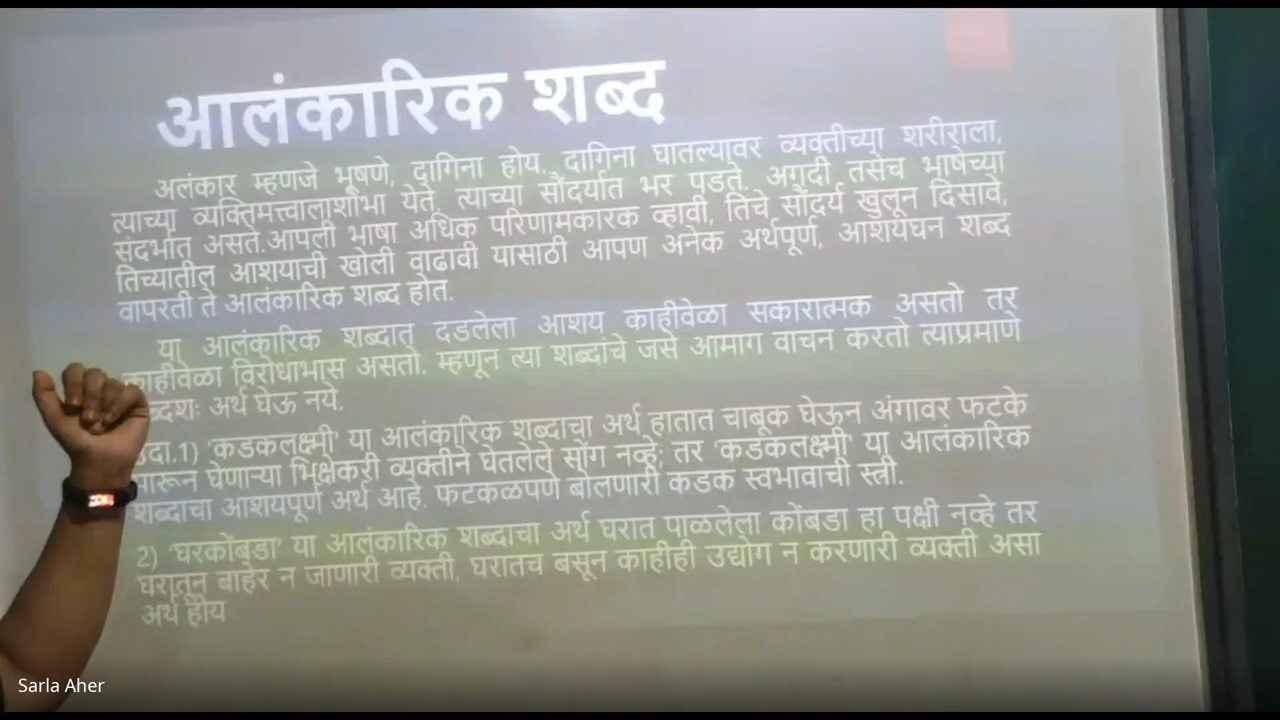 आलंकारिक शब्द
अलंकार म्हणजे भूषणे, दागिना होय. दागिना घातल्यावर व्यक्तीच्या शरीराला,
त्याच्या व्यक्तिमत्त्वालाशोभा येते. त्याच्या सौंदर्यात भर पडते. अगदी तसेच भाषेच्या
संदर्भात असते.आपली भाषा अधिक परिणामकारक व्हावी, तिचे सौंदर्य खुलून दिसावे,
तिच्यातील आशयाची खोली वाढावी यासाठी आपण अनेक अर्थपूर्ण, आशयघन शब्द
वापरती ते आलंकारिक शब्द होत.
या आलंकारिक शब्दात दडलेला आशय काहीवेळा सकारात्मक असतो तर
काहीवेळा विरोधाभास असतो. म्हणून त्या शब्दांचे जसे आमाग वाचन करतो त्याप्रमाणे
ब्दशः अर्थ घेऊ नये.
उदा.1) 'कडकलक्ष्मी' या आलंकारिक शब्दाचा अर्थ हातात चाबूक घेऊन अंगावर फटके
मारून घेणाऱ्या भिक्षेकरी व्यक्तीने घेतलेले सोंग नव्हे; तर 'कडकलक्ष्मी' या आलंकारिक
शब्दाचा आशयपूर्ण अर्थ आहे. फटकळपणे बोलणारी कडक स्वभावाची स्त्री.
2) 'घरकोंबडा' या आलंकारिक शब्दाचा अर्थ घरात पाळलेला कोंबडा हा पक्षी नव्हे तर
घरातून बाहेर न जाणारी व्यक्ती. घरातच बसून काहीही उद्योग न करणारी व्यक्ती असा
अर्थ होय
Sarla Aher